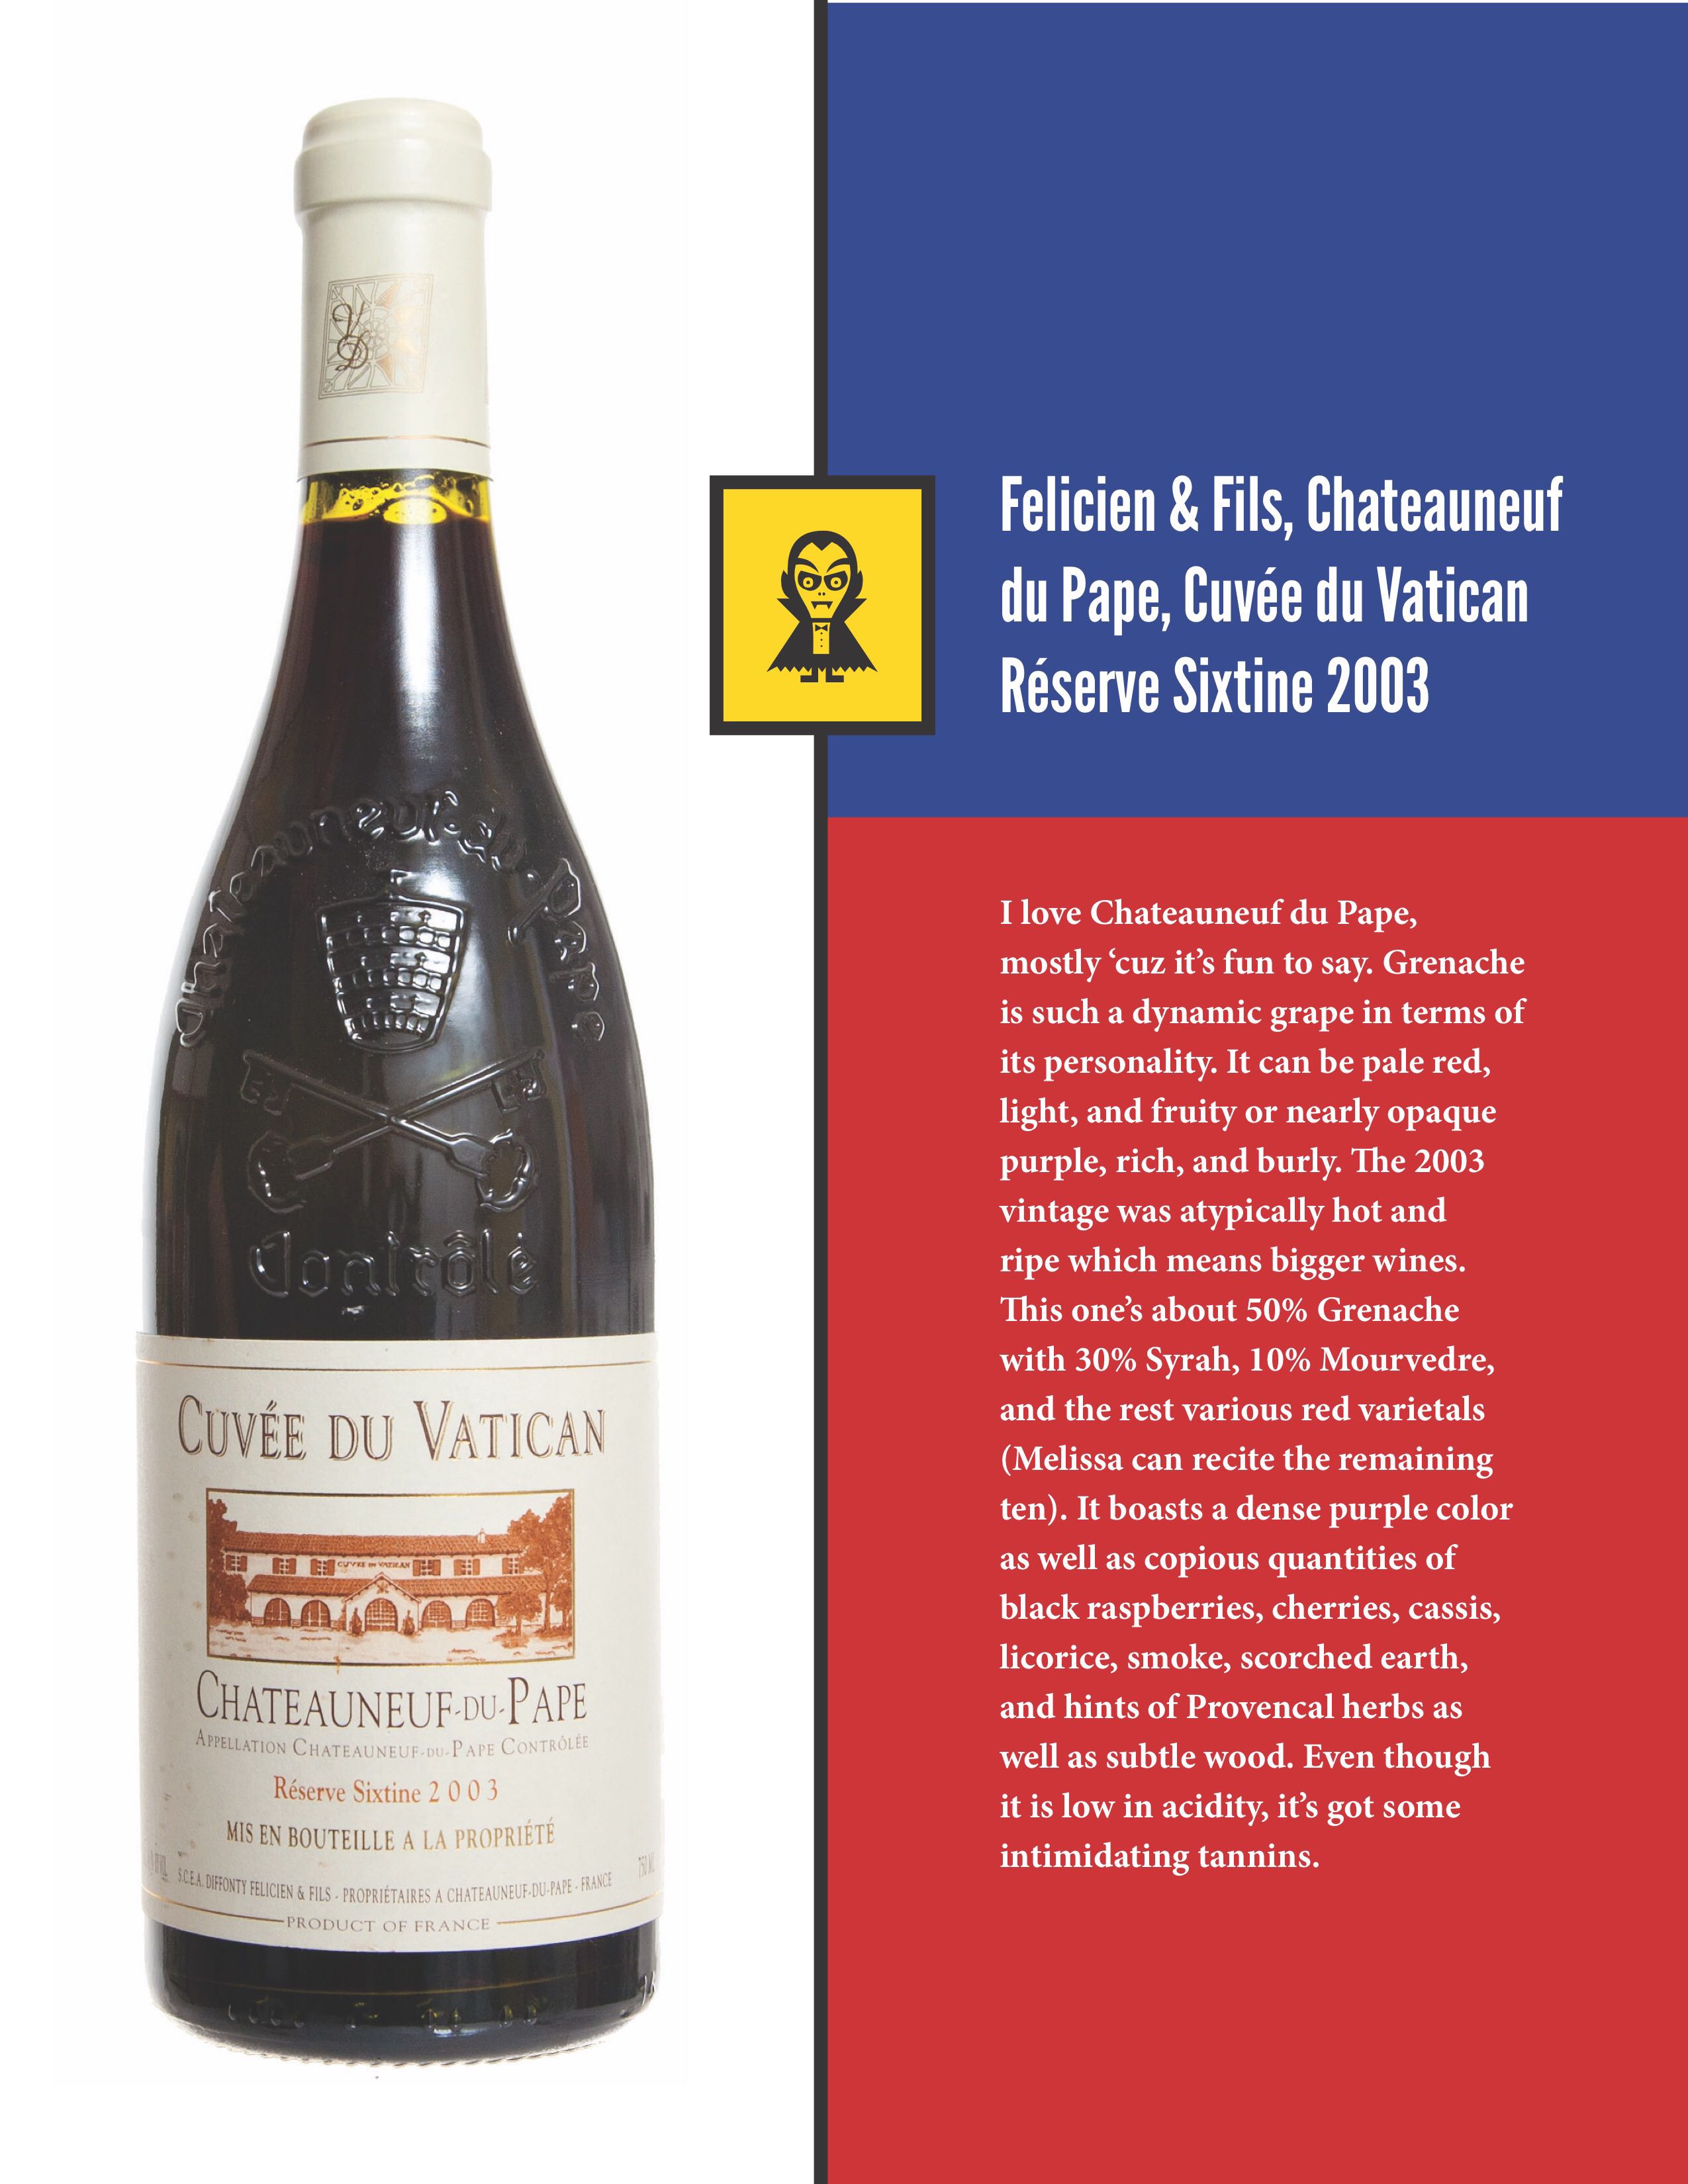 Chateauneuf-du-Pape
Contrôlé
CUVÉE DU VATICAN
CUVÉE DU VATICAN
CHATEAUNEUF-DU-PAPE
APPELLATION CHATEAUNEUF-DU-PAPE CONTRÔLÉE
Réserve Sixtine 2003
MIS EN BOUTEILLE A LA PROPRIÉTÉ
S.C.E.A. DIFFONTY FELICIEN & FILS - PROPRIÉTAIRES A CHATEAUNEUF-DU-PAPE - FRANCE
PRODUCT OF FRANCE
Felicien & Fils, Chateauneuf
du Pape, Cuvée du Vatican
Réserve Sixtine 2003
I love Chateauneuf du Pape,
mostly ‘cuz it’s fun to say. Grenache
is such a dynamic grape in terms of
its personality. It can be pale red,
light, and fruity or nearly opaque
purple, rich, and burly. The 2003
vintage was atypically hot and
ripe which means bigger wines.
This one’s about 50% Grenache
with 30% Syrah, 10% Mourvedre,
and the rest various red varietals
(Melissa can recite the remaining
ten). It boasts a dense purple color
as well as copious quantities of
black raspberries, cherries, cassis,
licorice, smoke, scorched earth,
and hints of Provencal herbs as
well as subtle wood. Even though
it is low in acidity, it’s got some
intimidating tannins.